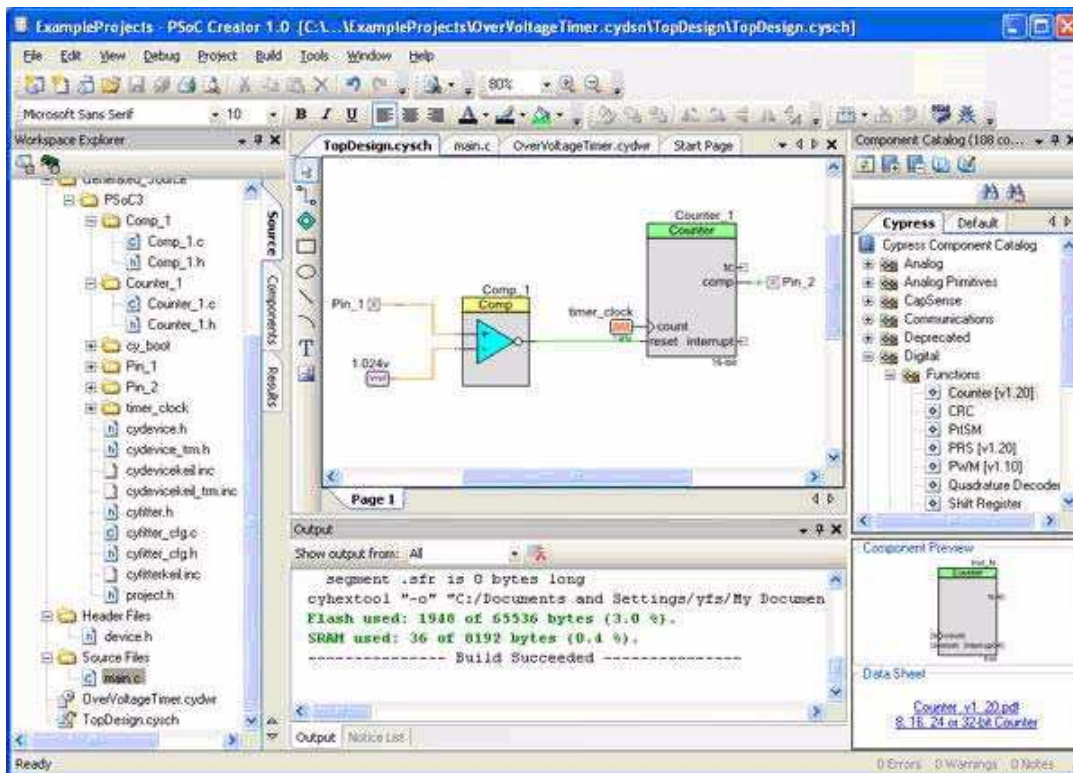 ExampleProjects - PSoC Creator 1.0 [C:\...\ExampleProjects\OverVoltageTimer.cydsn\TopDesign\TopDesign.cysch]
File Edit View Debug Project Build Tools Window Help
80%
Microsoft Sans Serif 10 B I U A
Workspace Explorer
Generated_Source
PSoC3
Comp_1
Comp_1.c
Comp_1.h
Counter_1
Counter_1.c
Counter_1.h
cy_boot
Pin_1
Pin_2
timer_clock
cydevice.h
cydevice_trm.h
cydevicekeil.inc
cydevicekeil_trm.inc
cyfitter.h
cyfitter_cfg.c
cyfitter_cfg.h
cyfitterkeil.inc
project.h
Header Files
device.h
Source Files
main.c
OverVoltageTimer.cydwr
TopDesign.cysch
Source
Components
Results
TopDesign.cysch main.c OverVoltageTimer.cydwr Start Page
T
Counter_1
Counter
tc
comp
Pin_2
Pin_1
Comp_1
Comp
timer_clock
count
reset interrupt
16-bit
1.024v
Vref
Page 1
Output
Show output from: All
segment .sfr is 0 bytes long
cyhextool "-o" "C:/Documents and Settings/yfs/My Documen
Flash used: 1948 of 65536 bytes (3.0 %).
SRAM used: 36 of 8192 bytes (0.4 %).
--------------- Build Succeeded ---------------
Output Notice List
Component Catalog (188 co...
Cypress Default
Cypress Component Catalog
Analog
Analog Primitives
CapSense
Communications
Deprecated
Digital
Functions
Counter [v1.20]
CRC
PrISM
PRS [v1.20]
PWM [v1.10]
Quadrature Decoder
Shift Register
Component Preview
Counter
Data Sheet
Counter_v1_20.pdf
8, 16, 24 or 32-bit Counter
Ready
0 Errors 0 Warnings 0 Notes